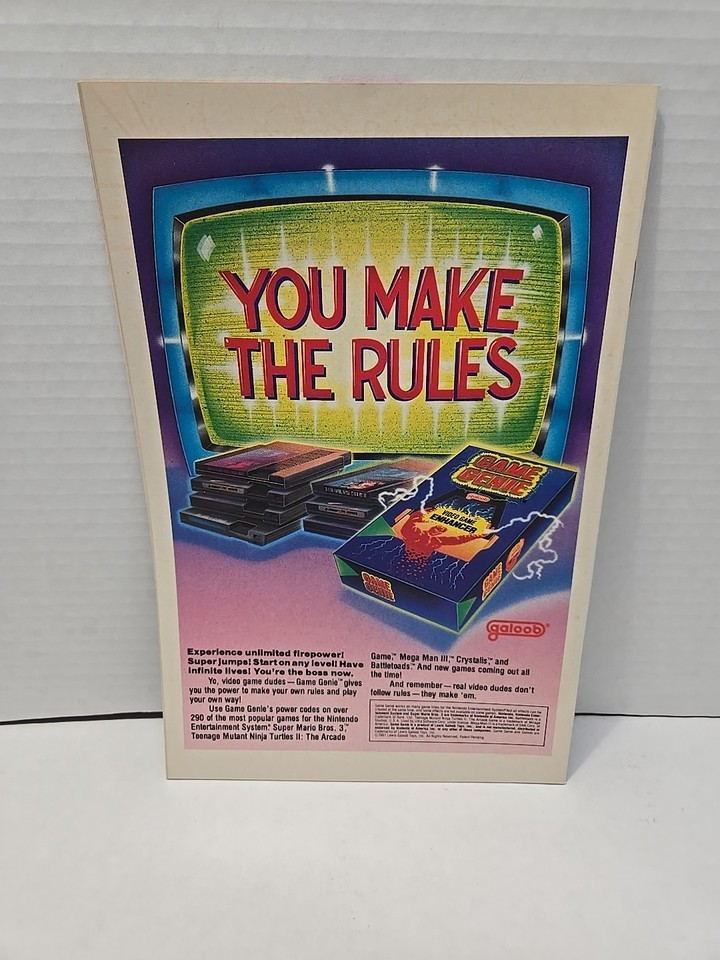 YOU MAKE
THE RULES
GAME
GENIE
galoob
VIDEO GAME
ENHANCER
GAME
GENIE
GAME
GENIE
galoob®
Experience unlimited firepower!
Super jumps! Start on any level! Have
infinite lives! You're the boss now.
Yo, video game dudes — Game Genie™ gives
you the power to make your own rules and play
your own way!
Use Game Genie's power codes on over
290 of the most popular games for the Nintendo
Entertainment System.® Super Mario Bros. 3,™
Teenage Mutant Ninja Turtles II: The Arcade
Game,™ Mega Man III,™ Crystalis,™ and
Battletoads.™ And new games coming out all
the time!
And remember — real video dudes don't
follow rules — they make 'em.